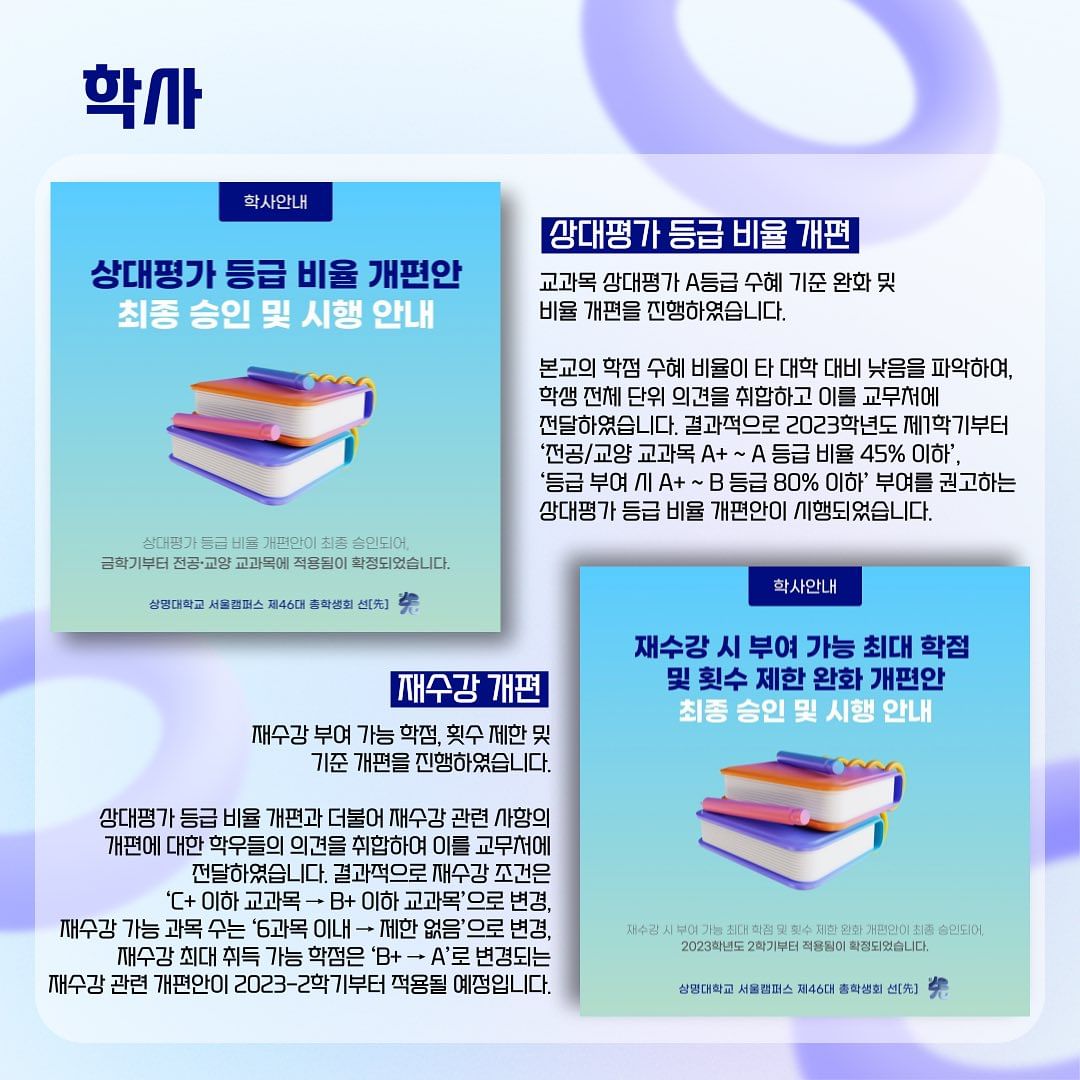 학사
학사안내
상대평가 등급 비율 개편안
최종 승인 및 시행 안내
상대평가 등급 비율 개편안이 최종 승인되어,
금학기부터 전공·교양 교과목에 적용됨이 확정되었습니다.
상명대학교 서울캠퍼스 제46대 총학생회 선[先]
상대평가 등급 비율 개편
교과목 상대평가 A등급 수혜 기준 완화 및
비율 개편을 진행하였습니다.
본교의 학점 수혜 비율이 타 대학 대비 낮음을 파악하여,
학생 전체 단위 의견을 취합하고 이를 교무처에
전달하였습니다. 결과적으로 2023학년도 제1학기부터
‘전공/교양 교과목 A+ ~ A 등급 비율 45% 이하’,
‘등급 부여 시 A+ ~ B 등급 80% 이하’ 부여를 권고하는
상대평가 등급 비율 개편안이 시행되었습니다.
재수강 개편
재수강 부여 가능 학점, 횟수 제한 및
기준 개편을 진행하였습니다.
상대평가 등급 비율 개편과 더불어 재수강 관련 사항의
개편에 대한 학우들의 의견을 취합하여 이를 교무처에
전달하였습니다. 결과적으로 재수강 조건은
‘C+ 이하 교과목 → B+ 이하 교과목’으로 변경,
재수강 가능 과목 수는 ‘6과목 이내 → 제한 없음’으로 변경,
재수강 최대 취득 가능 학점은 ‘B+ → A’로 변경되는
재수강 관련 개편안이 2023-2학기부터 적용될 예정입니다.
학사안내
재수강 시 부여 가능 최대 학점
및 횟수 제한 완화 개편안
최종 승인 및 시행 안내
재수강 시 부여 가능 최대 학점 및 횟수 제한 완화 개편안이 최종 승인되어,
2023학년도 2학기부터 적용됨이 확정되었습니다.
상명대학교 서울캠퍼스 제46대 총학생회 선[先]